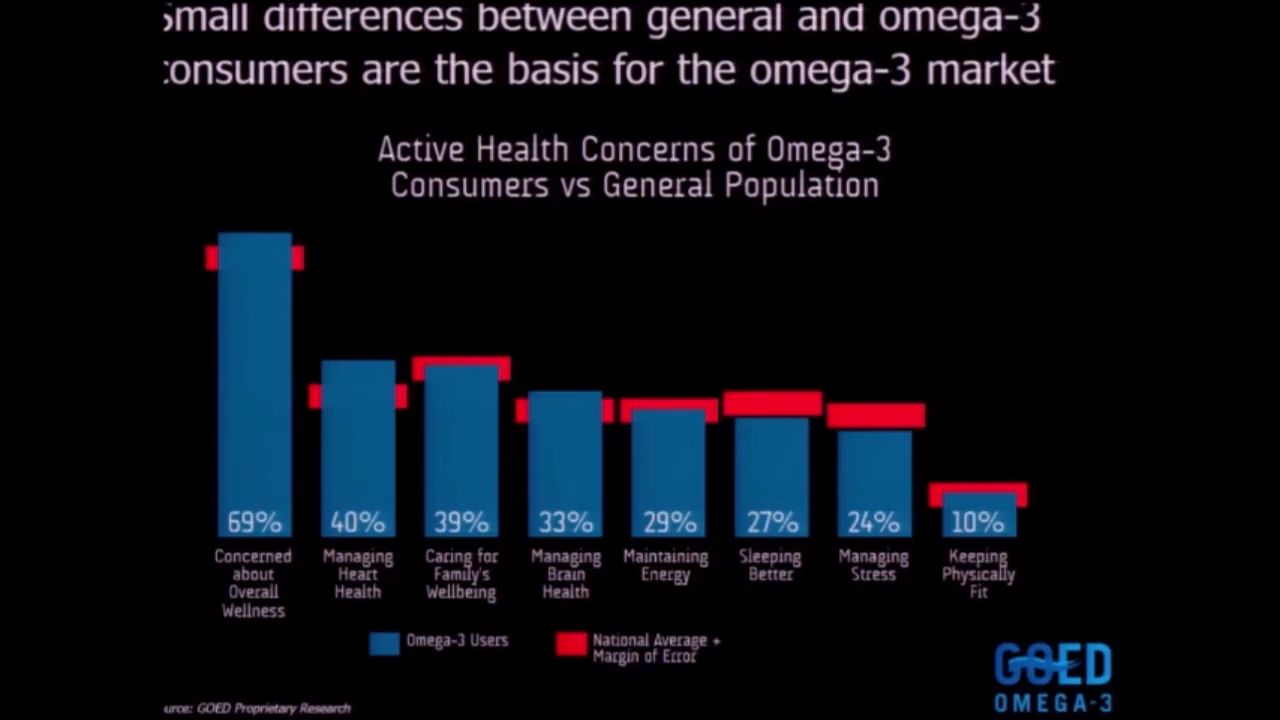 Small differences between general and omega-3
consumers are the basis for the omega-3 market
Active Health Concerns of Omega-3
Consumers vs General Population
69%
40%
39%
33%
29%
27%
24%
10%
Concerned
about
Overall
Wellness
Managing
Heart
Health
Caring for
Family's
Wellbeing
Managing
Brain
Health
Maintaining
Energy
Sleeping
Better
Managing
Stress
Keeping
Physically
Fit
Omega-3 Users
National Average +
Margin of Error
GOED
OMEGA-3
urce: GOED Proprietary Research